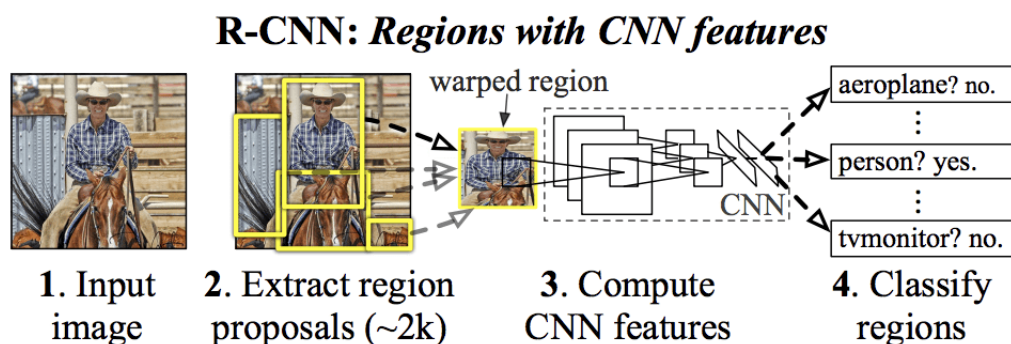 R-CNN: Regions with CNN features
warped region
aeroplane? no.
⋮
person? yes.
⋮
tvmonitor? no.
CNN
1. Input
image
2. Extract region
proposals (~2k)
3. Compute
CNN features
4. Classify
regions